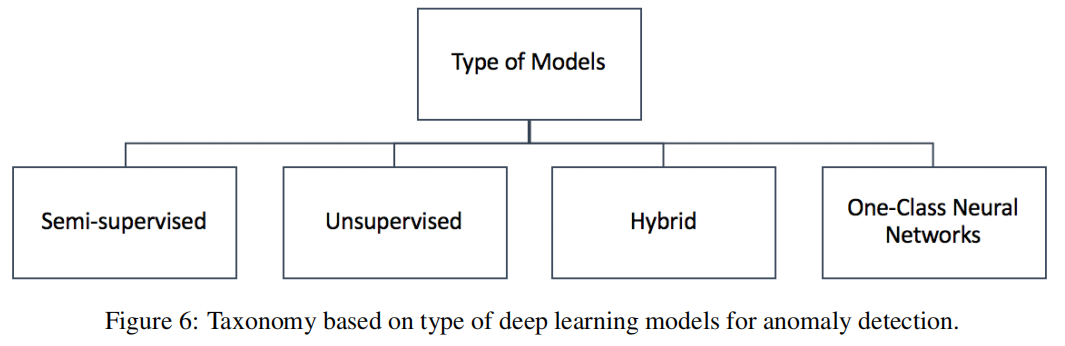 Type of Models
Semi-supervised
Unsupervised
Hybrid
One-Class Neural
Networks
Figure 6: Taxonomy based on type of deep learning models for anomaly detection.